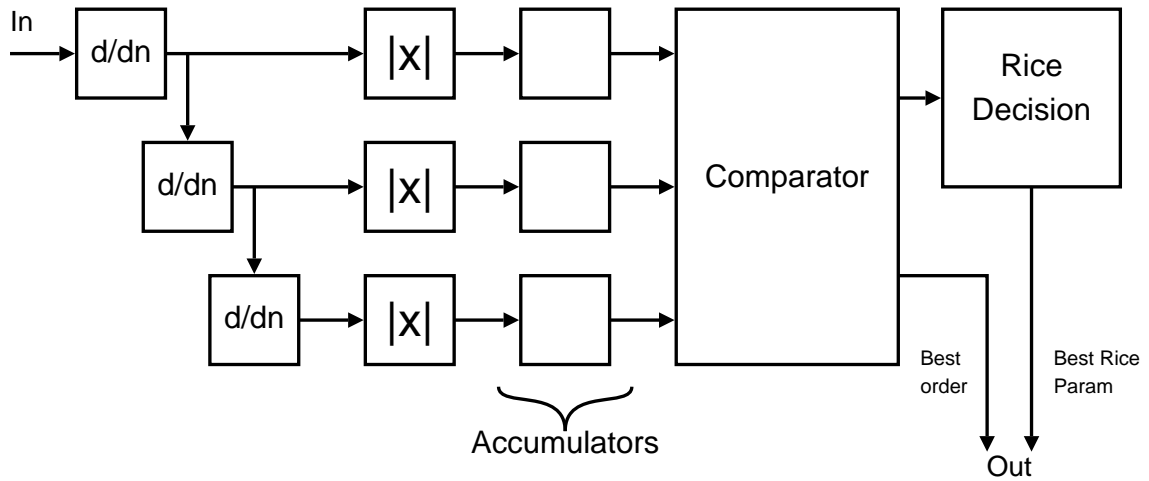 In
d/dn
|x|
Rice
Decision
d/dn
|x|
Comparator
d/dn
|x|
Best
order
Best Rice
Param
Accumulators
Out